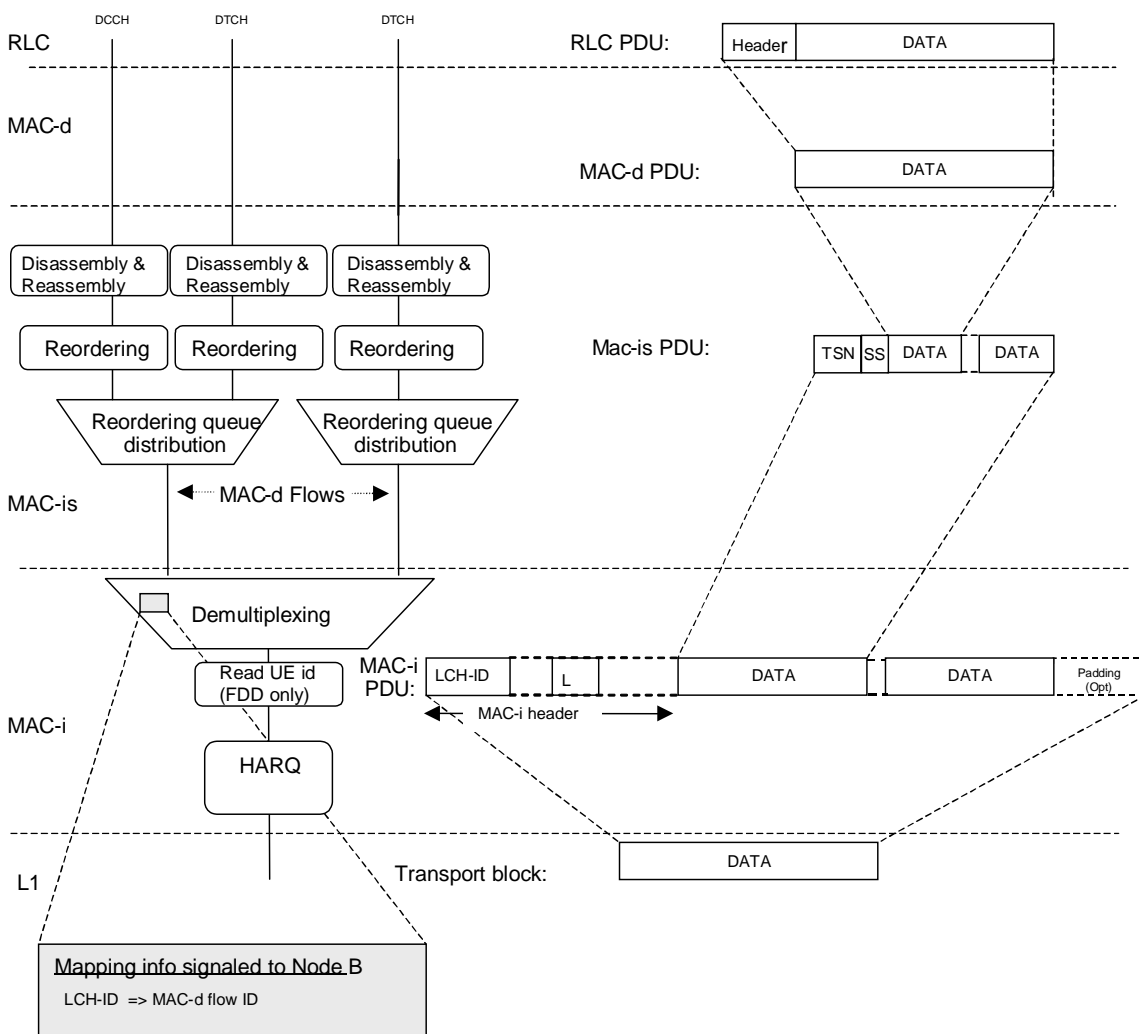 DCCH DTCH DTCH
RLC RLC PDU: Header DATA
MAC-d
MAC-d PDU: DATA
Disassembly & Reassembly
Disassembly & Reassembly
Disassembly & Reassembly
Reordering Reordering Reordering
Mac-is PDU: TSN SS DATA DATA
Reordering queue distribution
Reordering queue distribution
MAC-d Flows
MAC-is
Demultiplexing
Read UE id
(FDD only)
MAC-i
PDU:
LCH-ID L DATA DATA Padding
(Opt)
MAC-i header
MAC-i
HARQ
Transport block: DATA
L1
Mapping info signaled to Node B
LCH-ID => MAC-d flow ID